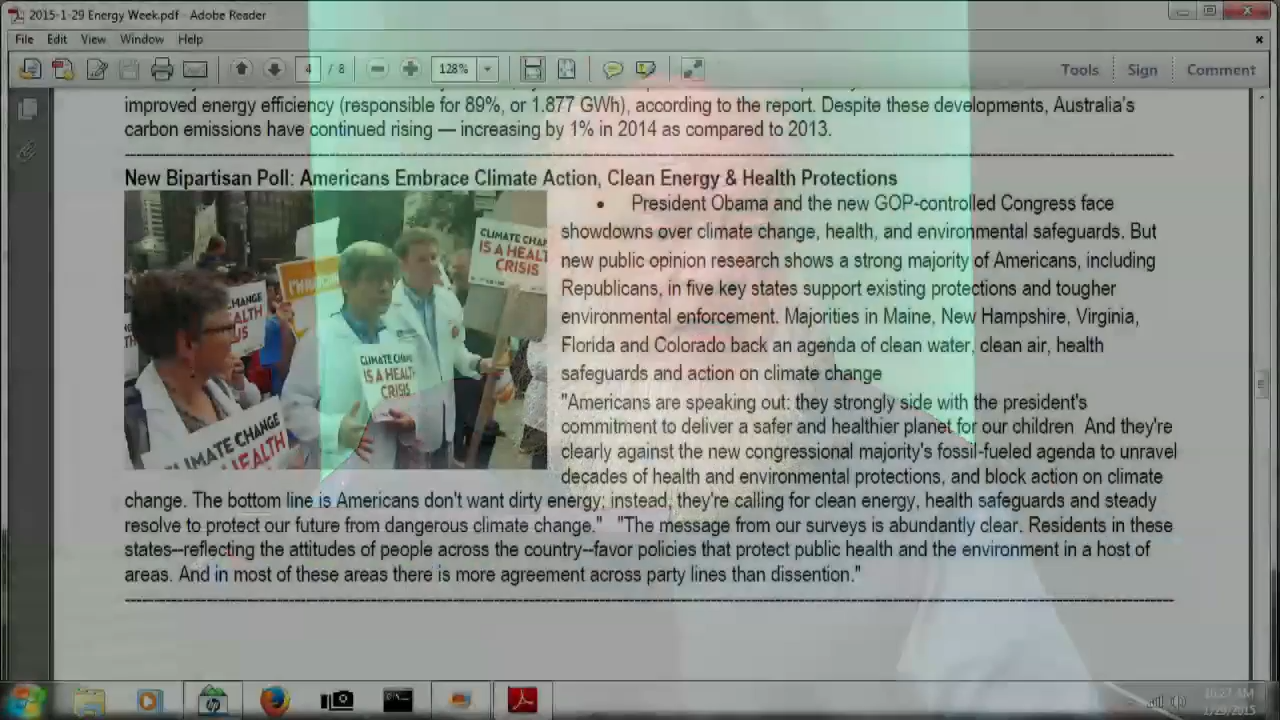 2015-1-29 Energy Week.pdf - Adobe Reader
File Edit View Window Help
4 / 8 128% Tools Sign Comment
improved energy efficiency (responsible for 89%, or 1.877 GWh), according to the report. Despite these developments, Australia's
carbon emissions have continued rising — increasing by 1% in 2014 as compared to 2013.
New Bipartisan Poll: Americans Embrace Climate Action, Clean Energy & Health Protections
• President Obama and the new GOP-controlled Congress face
showdowns over climate change, health, and environmental safeguards. But
new public opinion research shows a strong majority of Americans, including
Republicans, in five key states support existing protections and tougher
environmental enforcement. Majorities in Maine, New Hampshire, Virginia,
Florida and Colorado back an agenda of clean water, clean air, health
safeguards and action on climate change
"Americans are speaking out: they strongly side with the president's
commitment to deliver a safer and healthier planet for our children And they're
clearly against the new congressional majority's fossil-fueled agenda to unravel
decades of health and environmental protections, and block action on climate
change. The bottom line is Americans don't want dirty energy; instead, they're calling for clean energy, health safeguards and steady
resolve to protect our future from dangerous climate change." "The message from our surveys is abundantly clear. Residents in these
states--reflecting the attitudes of people across the country--favor policies that protect public health and the environment in a host of
areas. And in most of these areas there is more agreement across party lines than dissention."
CLIMATE CHAN
IS A HEALT
CRISIS
CHANGE
ALTH
US
CLIMATE CHAN
IS A HEALT
CRISIS
CLIMATE CHANGE
HEALTH
10:27 AM
1/29/2015